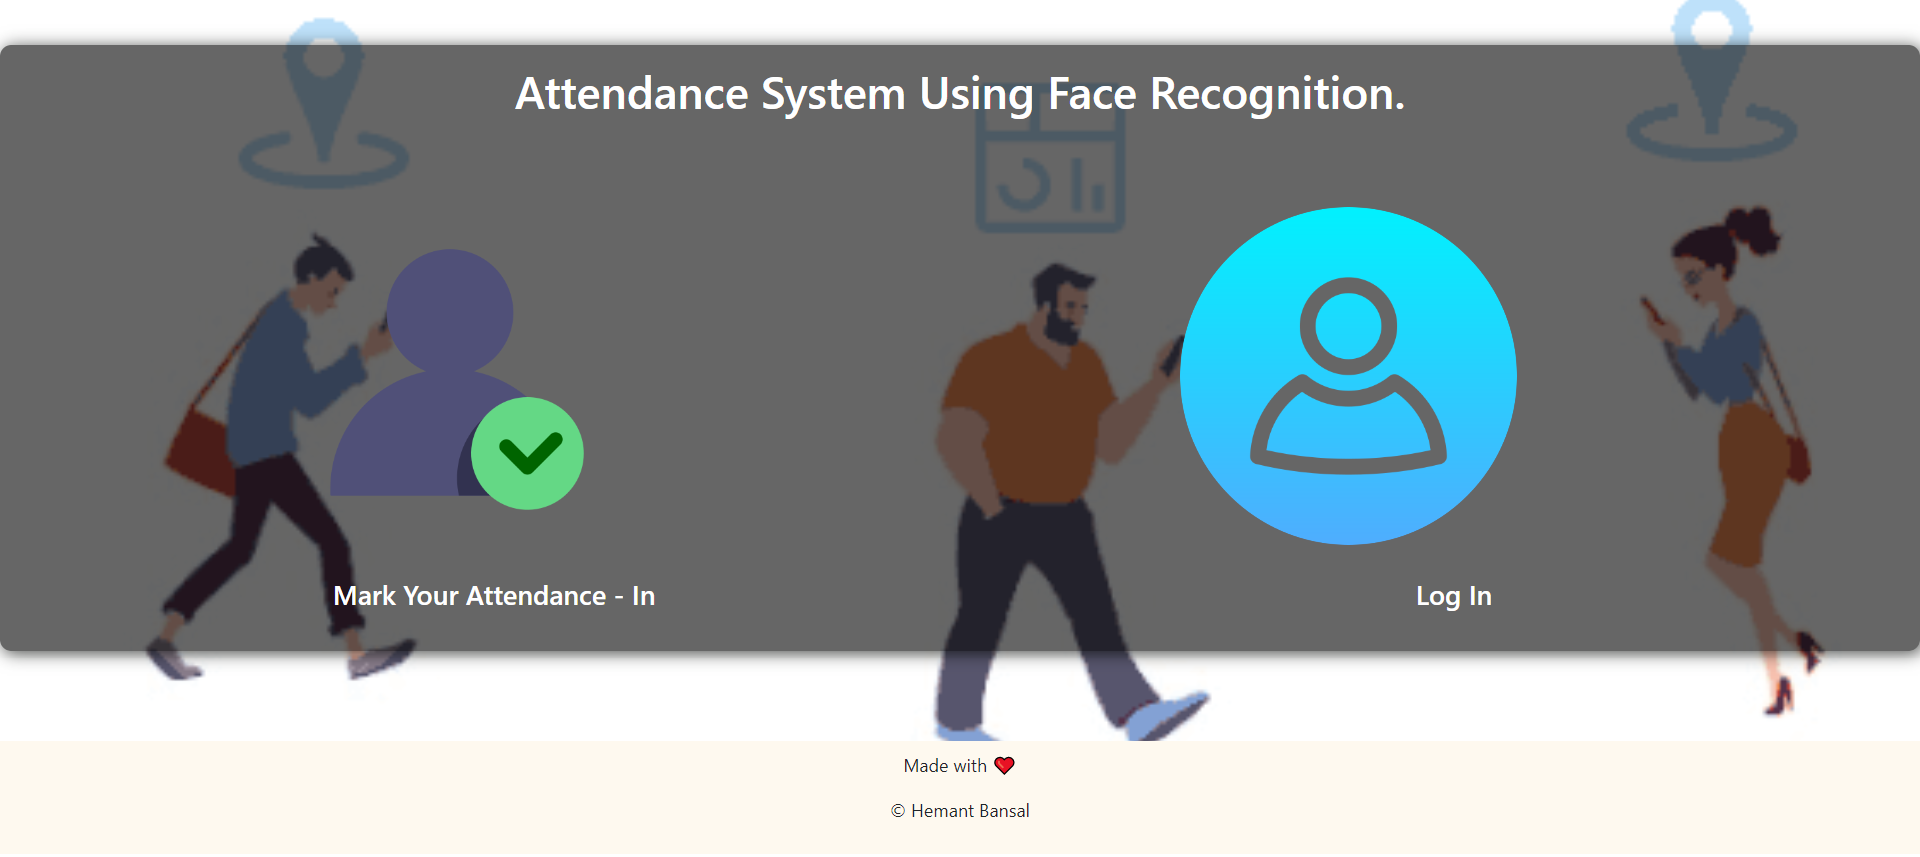 Attendance System Using Face Recognition.
Mark Your Attendance - In
Log In
Made with ❤
© Hemant Bansal